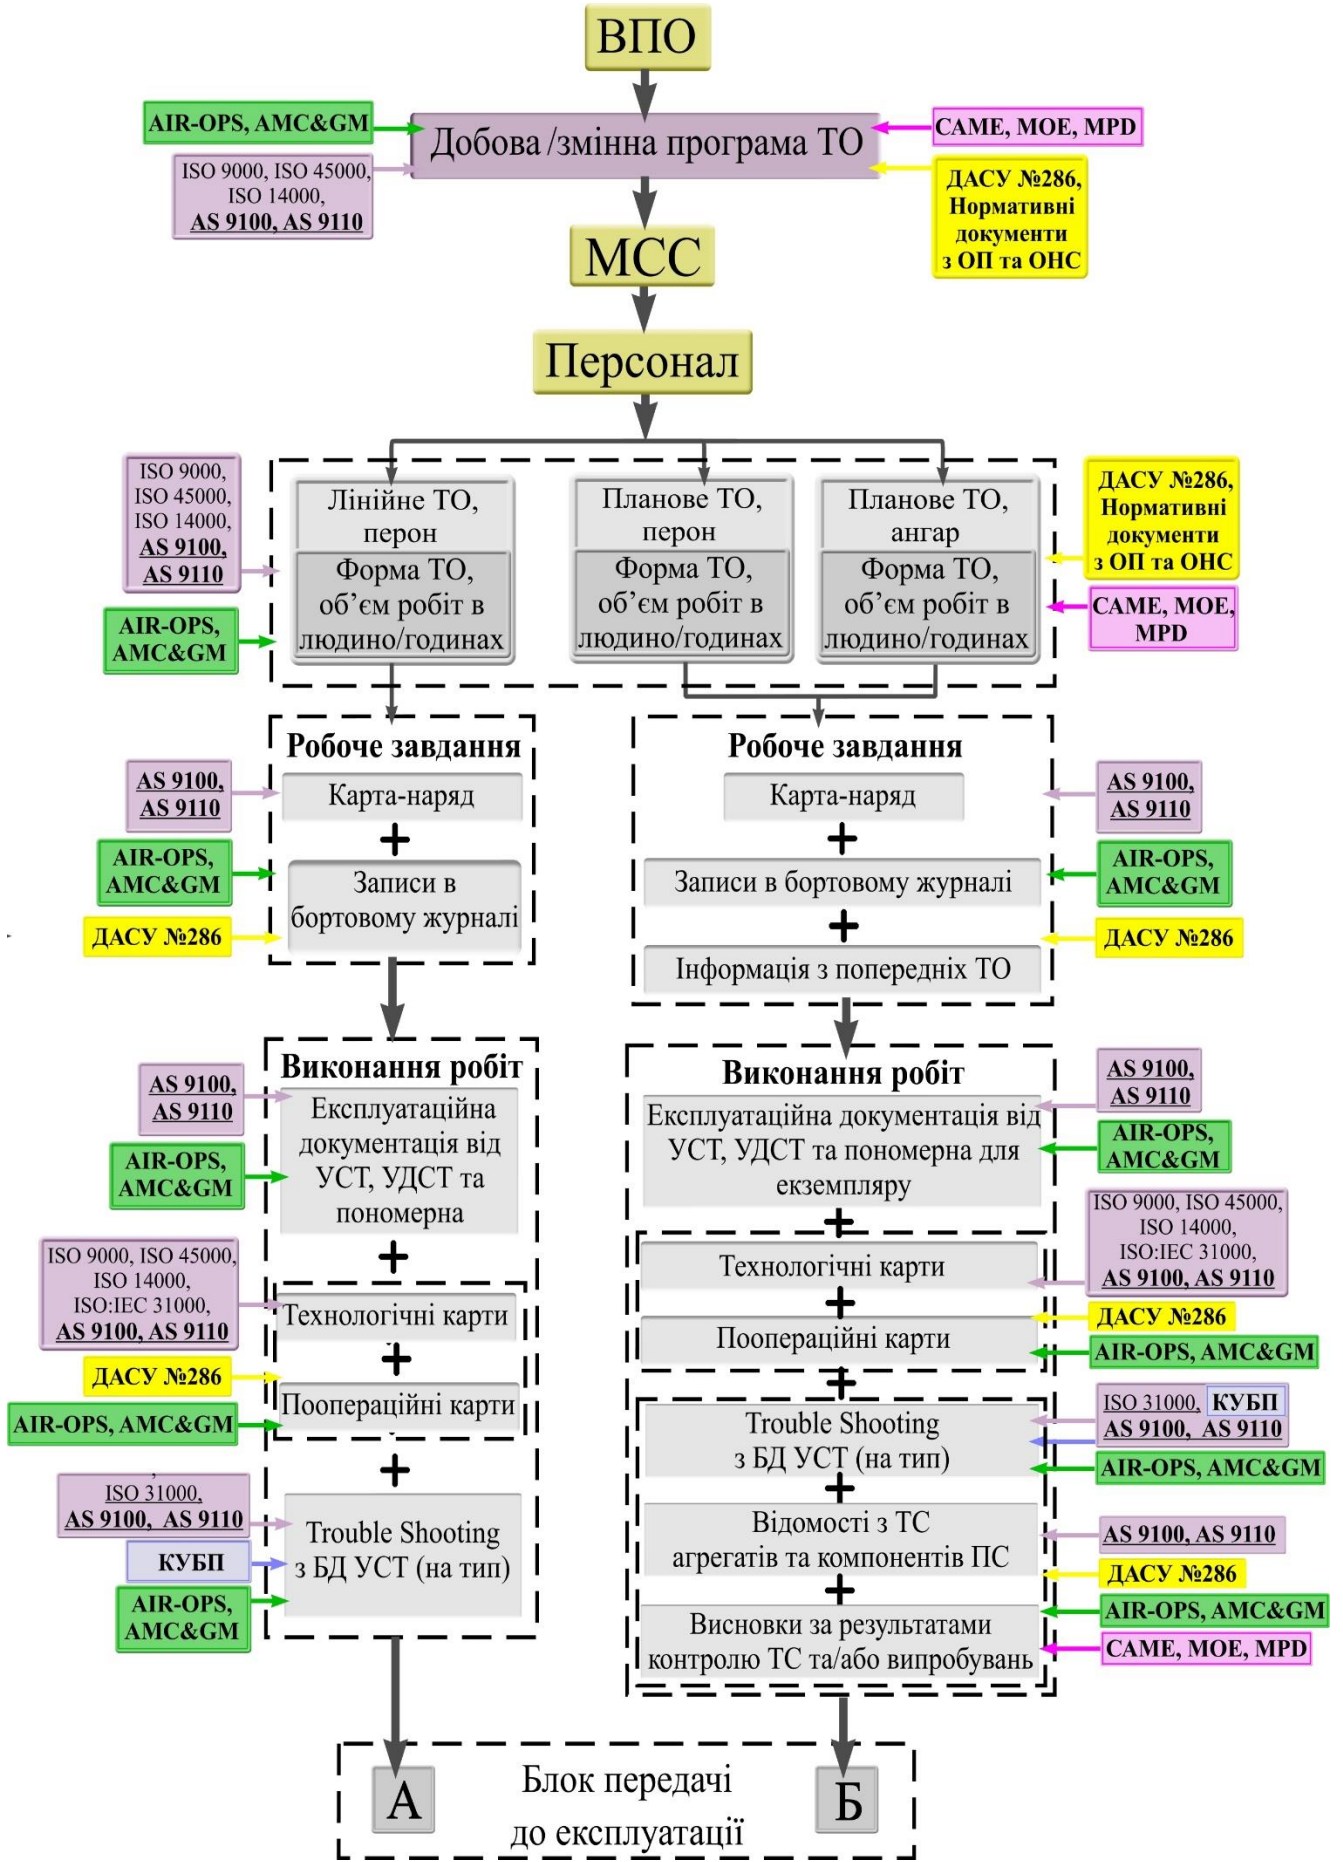 ВПО
AIR-OPS, AMC&GM
Добова /змінна програма ТО
CAME, MOE, MPD
ISO 9000, ISO 45000,
ISO 14000,
AS 9100, AS 9110
ДАСУ №286,
Нормативні
документи
з ОП та ОНС
МСС
Персонал
ISO 9000,
ISO 45000,
ISO 14000,
AS 9100,
AS 9110
AIR-OPS,
AMC&GM
Лінійне ТО,
перон
Форма ТО,
об’єм робіт в
людино/годинах
Планове ТО,
перон
Форма ТО,
об’єм робіт в
людино/годинах
Планове ТО,
ангар
Форма ТО,
об’єм робіт в
людино/годинах
ДАСУ №286,
Нормативні
документи
з ОП та ОНС
CAME, MOE,
MPD
Робоче завдання
AS 9100,
AS 9110
Карта-наряд
+
AIR-OPS,
AMC&GM
Записи в
бортовому журналі
ДАСУ №286
Робоче завдання
Карта-наряд
AS 9100,
AS 9110
+
Записи в бортовому журналі
AIR-OPS,
AMC&GM
+
ДАСУ №286
Інформація з попередніх ТО
Виконання робіт
AS 9100,
AS 9110
Експлуатаційна
документація від
УСТ, УДСТ та
пономерна
AIR-OPS,
AMC&GM
+
ISO 9000, ISO 45000,
ISO 14000,
ISO:IEC 31000,
AS 9100, AS 9110
Технологічні карти
+
ДАСУ №286
Поопераційні карти
AIR-OPS, AMC&GM
+
ISO 31000,
AS 9100, AS 9110
Trouble Shooting
з БД УСТ (на тип)
КУБП
AIR-OPS,
AMC&GM
Виконання робіт
Експлуатаційна документація від
УСТ, УДСТ та пономерна для
екземпляру
AS 9100,
AS 9110
AIR-OPS,
AMC&GM
+
Технологічні карти
ISO 9000, ISO 45000,
ISO 14000,
ISO:IEC 31000,
AS 9100, AS 9110
+
ДАСУ №286
Поопераційні карти
AIR-OPS, AMC&GM
+
Trouble Shooting
з БД УСТ (на тип)
ISO 31000, КУБП
AS 9100, AS 9110
AIR-OPS, AMC&GM
+
Відомості з ТС
агрегатів та компонентів ПС
AS 9100, AS 9110
ДАСУ №286
+
Висновки за результатами
контролю ТС та/або випробувань
AIR-OPS, AMC&GM
CAME, MOE, MPD
А
Блок передачі
до експлуатації
Б